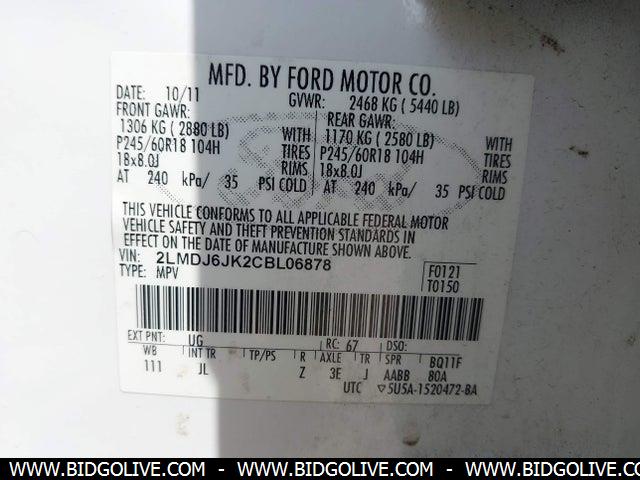 MFD. BY FORD MOTOR CO.
DATE: 10/11 GVWR: 2468 KG ( 5440 LB)
FRONT GAWR: REAR GAWR:
1306 KG ( 2880 LB) WITH 1170 KG ( 2580 LB) WITH
P245/60R18 104H TIRES P245/60R18 104H TIRES
18x8.0J RIMS 18x8.0J RIMS
AT 240 kPa/ 35 PSI COLD AT 240 kPa/ 35 PSI COLD
THIS VEHICLE CONFORMS TO ALL APPLICABLE FEDERAL MOTOR
VEHICLE SAFETY AND THEFT PREVENTION STANDARDS IN
EFFECT ON THE DATE OF MANUFACTURE SHOWN ABOVE.
VIN: 2LMDJ6JK2CBL06878 F0121
TYPE: MPV T0150
EXT PNT: UG RC: 67 DSO:
WB INT TR TP/PS R AXLE TR SPR BQ11F
111 JL Z 3E J AABB 80A
UTC ▽5U5A-1520472-BA
WWW.BIDGOLIVE.COM - WWW.BIDGOLIVE.COM - WWW.BIDGOLIVE.COM